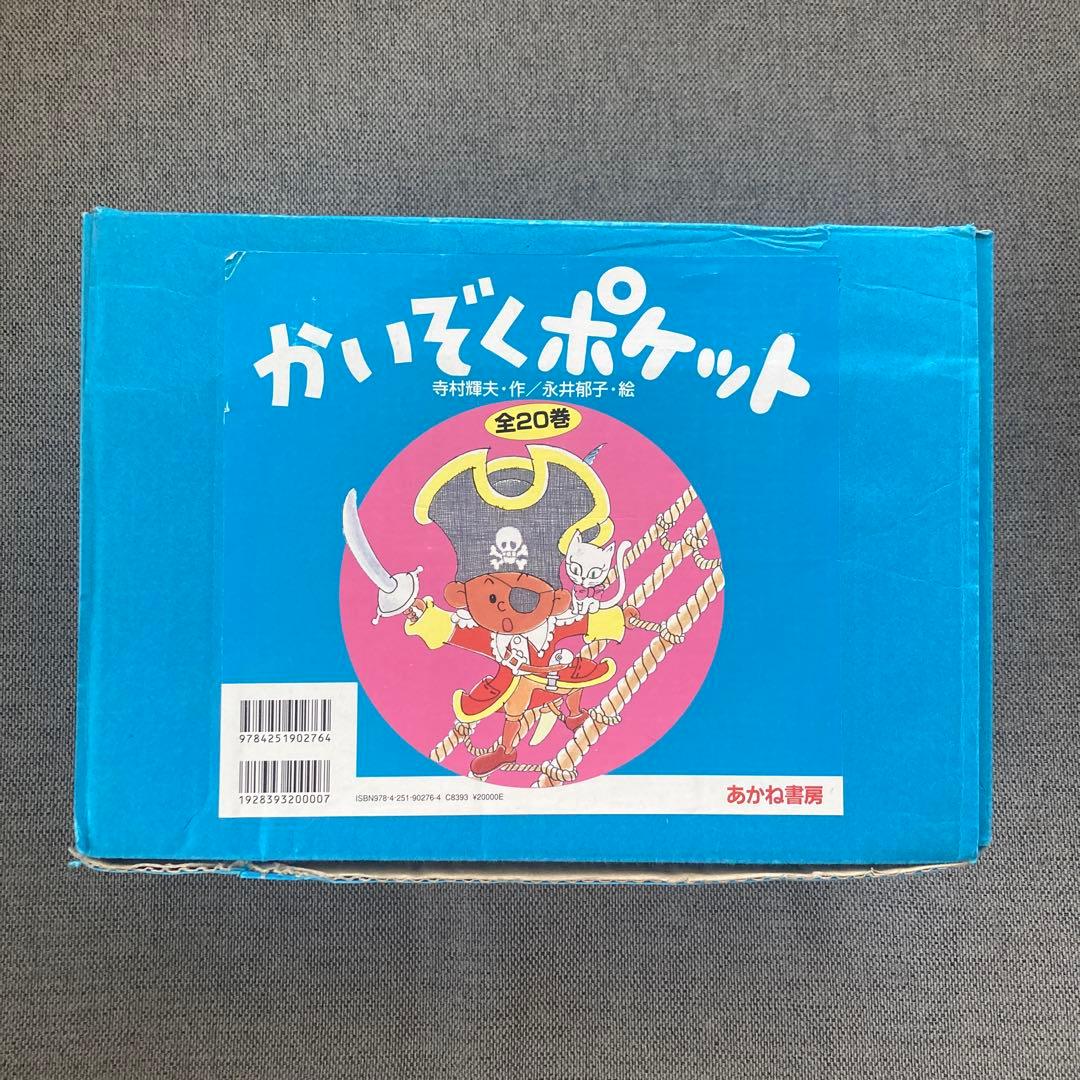 かいぞくポケット
寺村輝夫・作／永井郁子・絵
全20巻
9784251902764
1928393200007
ISBN978-4-251-90276-4 C8393 ¥20000E
あかね書房